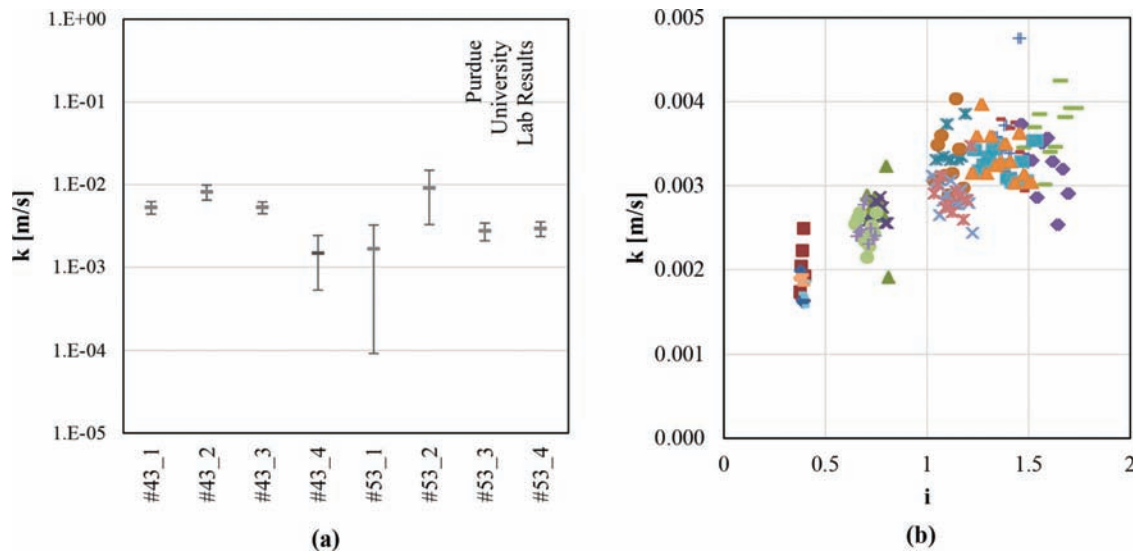 1.E+00
1.E-01
1.E-02
1.E-03
1.E-04
1.E-05
k [m/s]
Purdue
University
Lab Results
#43_1
#43_2
#43_3
#43_4
#53_1
#53_2
#53_3
#53_4
(a)
0.005
0.004
0.003
0.002
0.001
0.000
k [m/s]
0
0.5
1
1.5
2
i
(b)